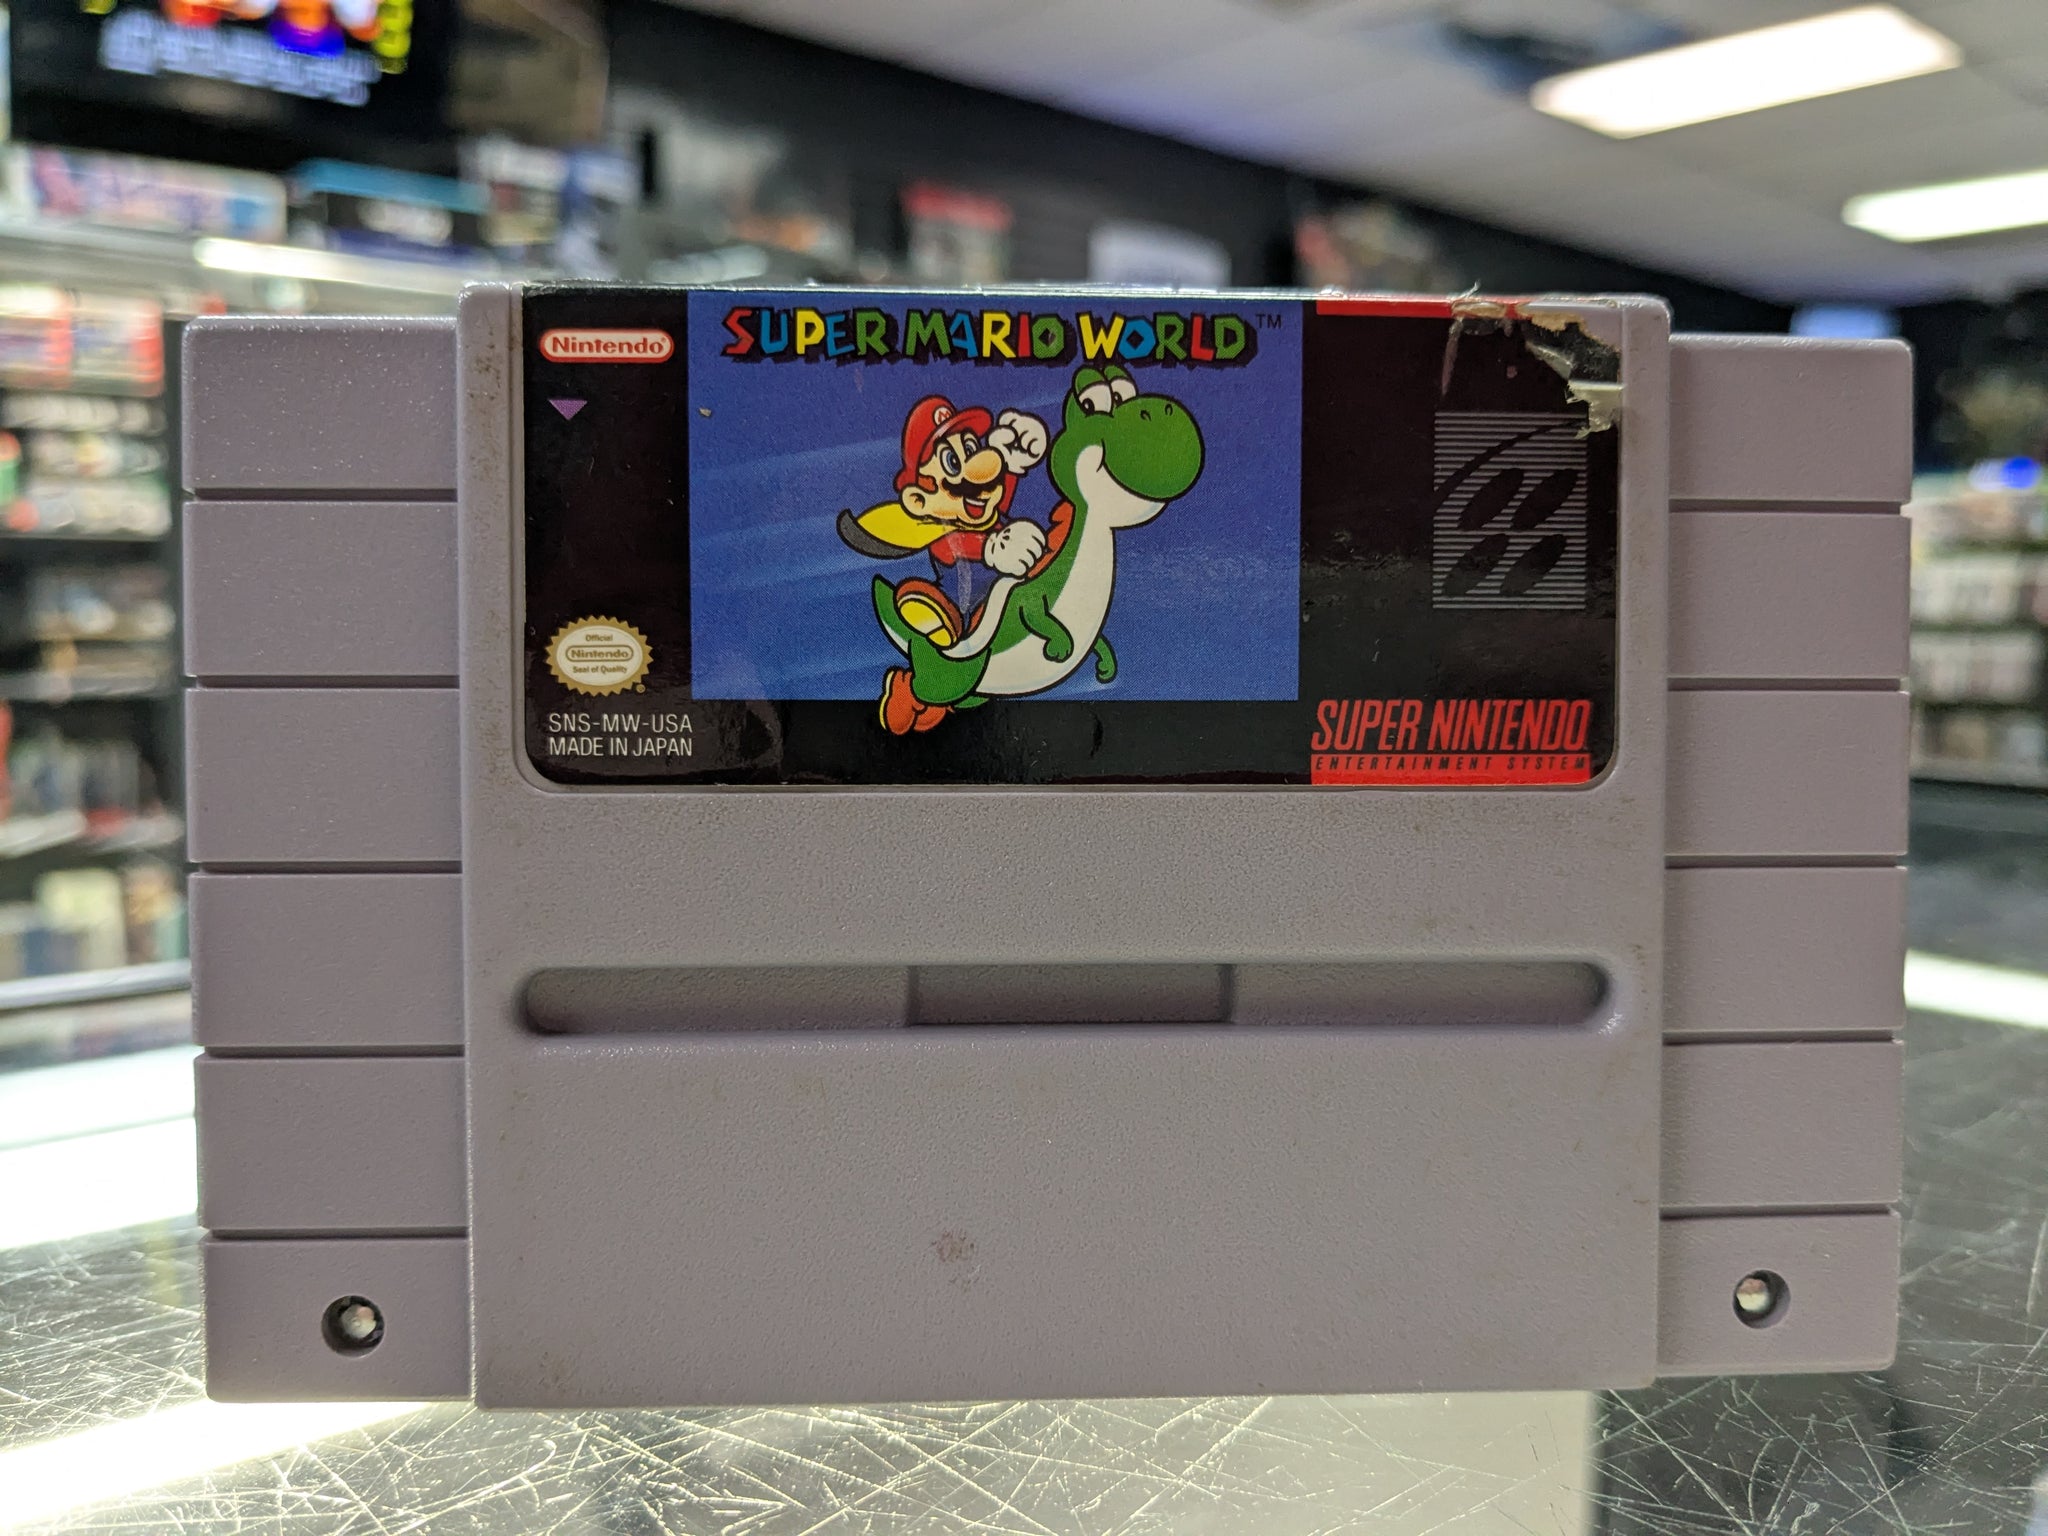 Nintendo®
SUPER MARIO WORLD™
M
Official
Nintendo
Seal of Quality
®
SNS-MW-USA
MADE IN JAPAN
SUPER NINTENDO
ENTERTAINMENT SYSTEM